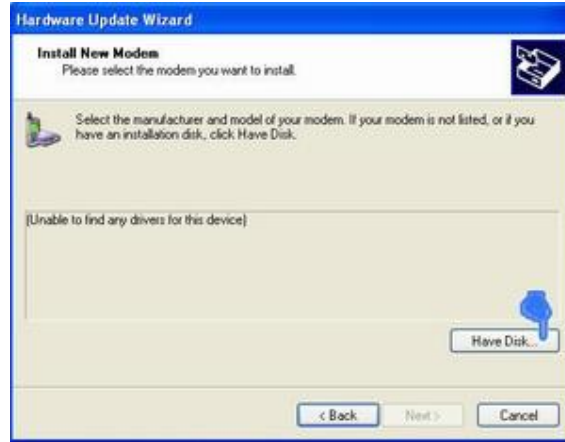 Hardware Update Wizard
Install New Modem
Please select the modem you want to install.
Select the manufacturer and model of your modem. If your modem is not listed, or if you
have an installation disk, click Have Disk.
(Unable to find any drivers for this device)
Have Disk...
< Back
Next >
Cancel